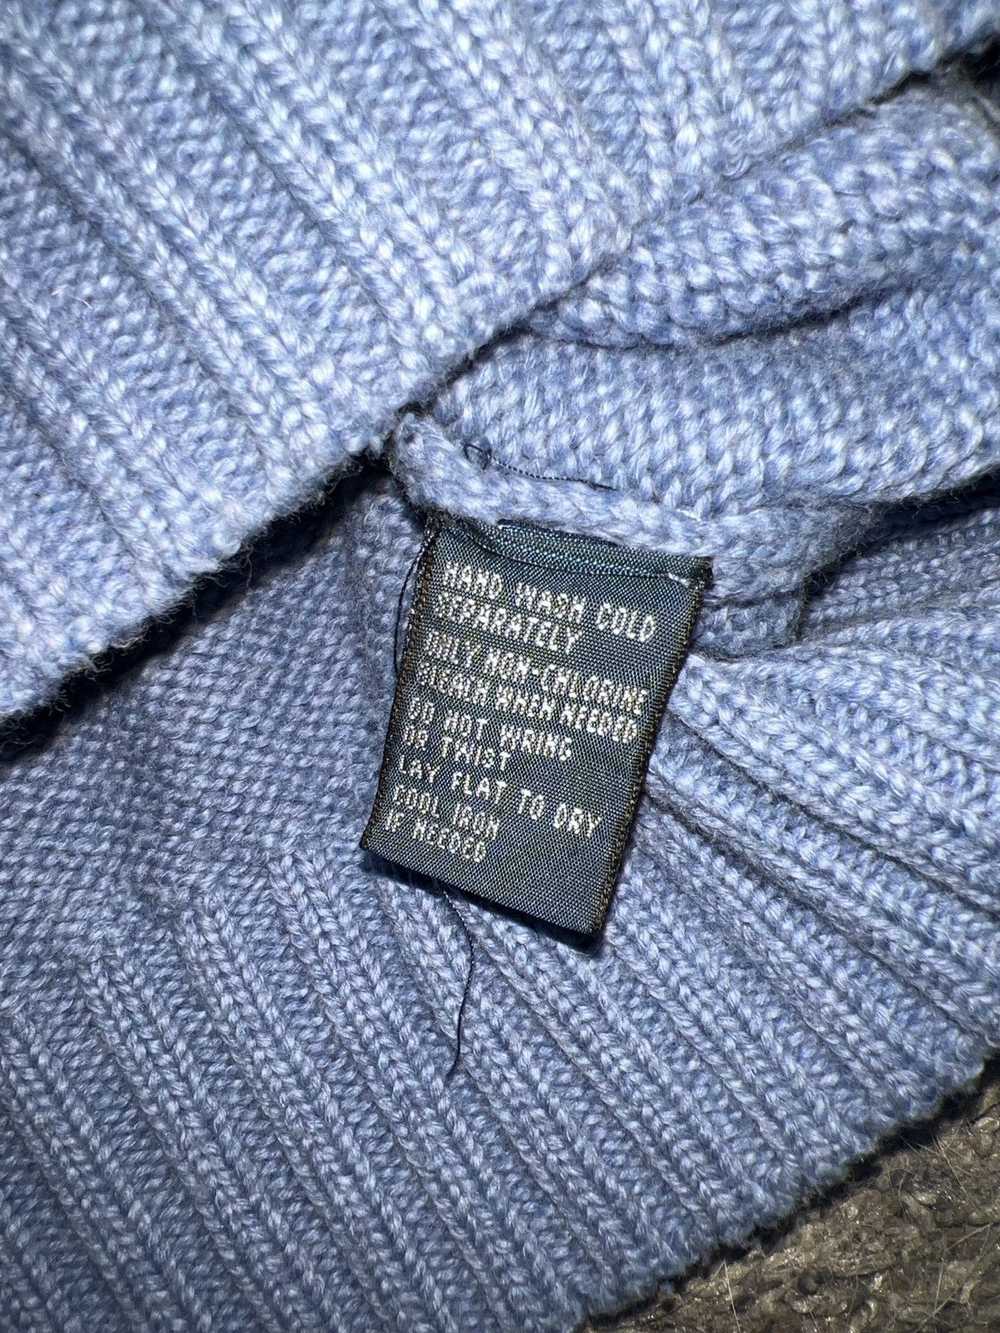 HAND WASH COLD
SEPARATELY
ONLY NON-CHLORINE
BLEACH WHEN NEEDED
DO NOT WRING
OR TWIST
LAY FLAT TO DRY
COOL IRON
IF NEEDED